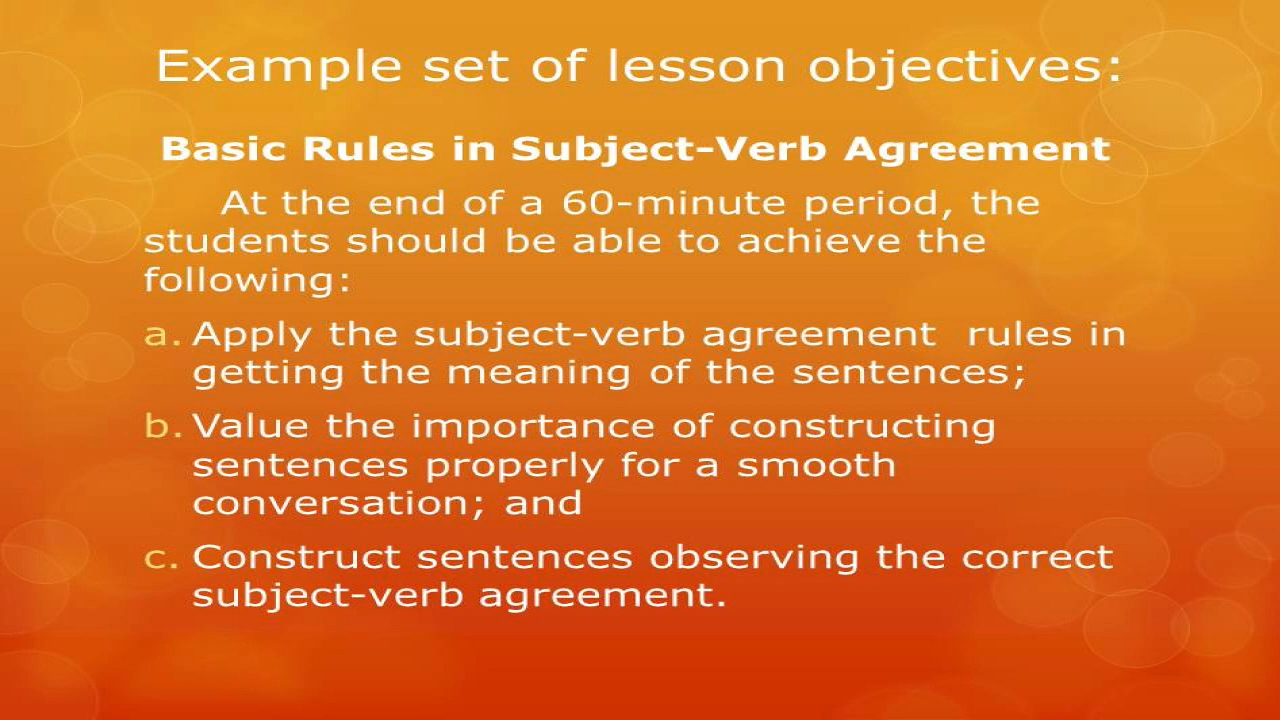 Example set of lesson objectives:
Basic Rules in Subject-Verb Agreement
At the end of a 60-minute period, the
students should be able to achieve the
following:
a. Apply the subject-verb agreement  rules in
getting the meaning of the sentences;
b. Value the importance of constructing
sentences properly for a smooth
conversation; and
c. Construct sentences observing the correct
subject-verb agreement.